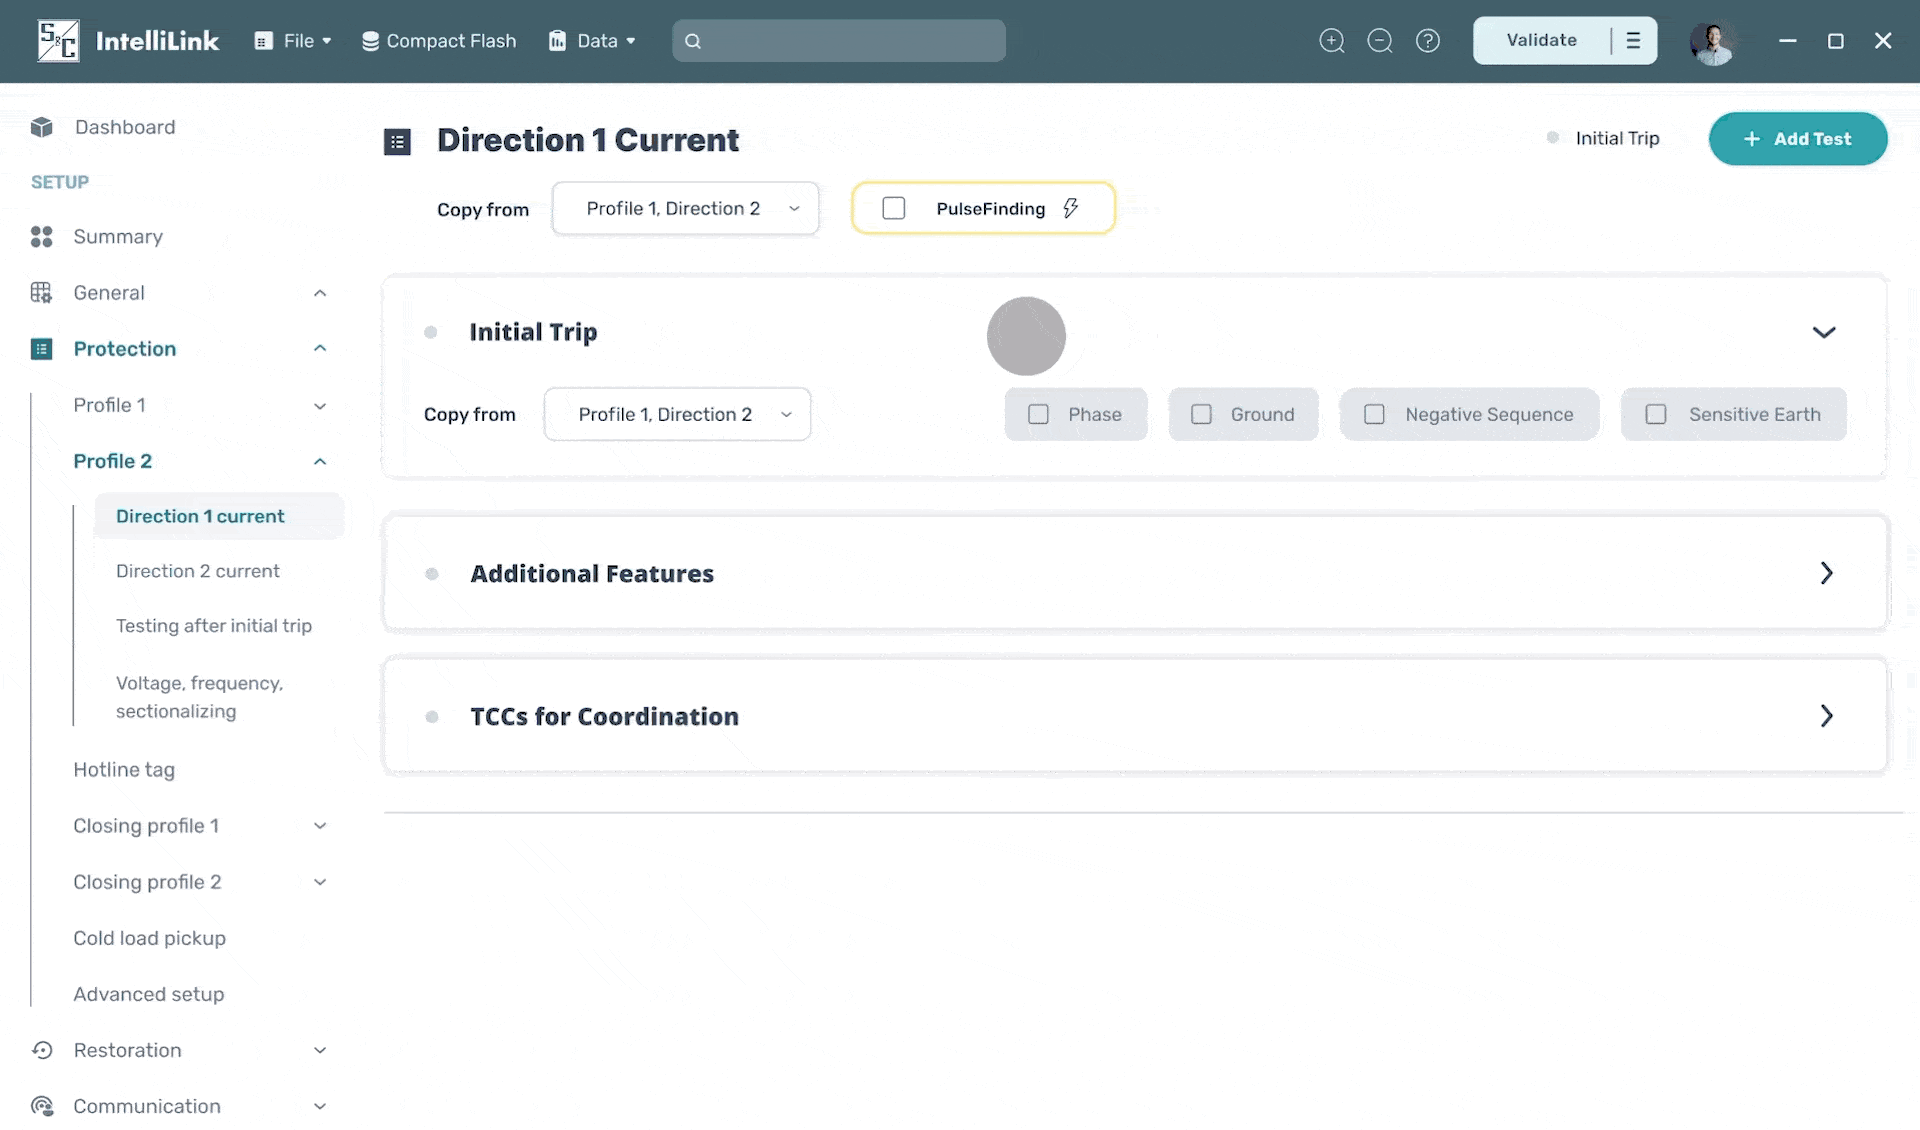 S&C IntelliLink File Compact Flash Data Validate
Dashboard
SETUP
Summary
General
Protection
Profile 1
Profile 2
Direction 1 current
Direction 2 current
Testing after initial trip
Voltage, frequency,
sectionalizing
Hotline tag
Closing profile 1
Closing profile 2
Cold load pickup
Advanced setup
Restoration
Communication
Direction 1 Current
Initial Trip
+ Add Test
Copy from Profile 1, Direction 2 PulseFinding
Initial Trip
Copy from Profile 1, Direction 2 Phase Ground Negative Sequence Sensitive Earth
Additional Features
TCCs for Coordination